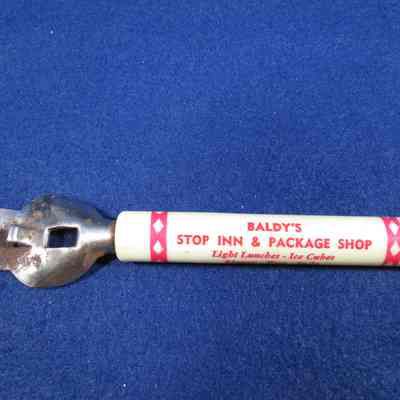 BALDY'S
STOP INN & PACKAGE SHOP
Light Lunches - Ice Cubes